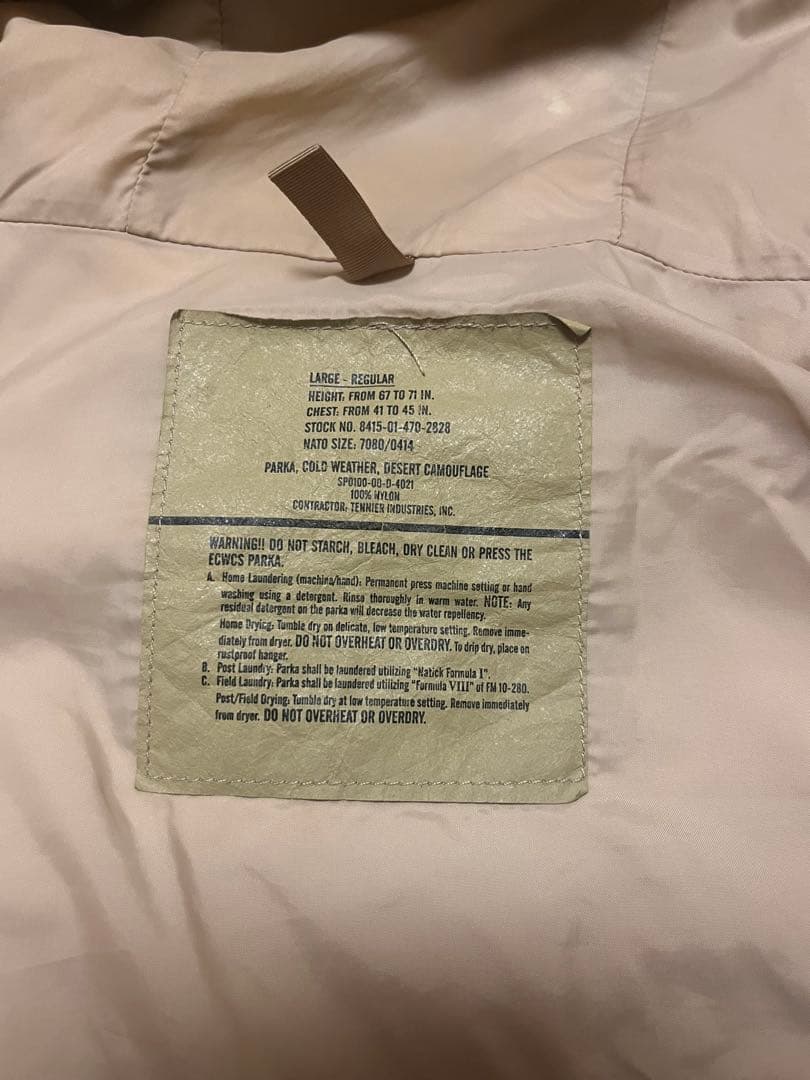 LARGE - REGULAR
HEIGHT: FROM 67 TO 71 IN.
CHEST: FROM 41 TO 45 IN.
STOCK NO. 8415-01-470-2828
NATO SIZE: 7080/0414
PARKA, COLD WEATHER, DESERT CAMOUFLAGE
SPO100-00-D-4021
100% NYLON
CONTRACTOR: TENNIER INDUSTRIES, INC.
WARNING!! DO NOT STARCH, BLEACH, DRY CLEAN OR PRESS THE
ECWCS PARKA.
A. Home Laundering (machine/hand): Permanent press machine setting or hand
washing using a detergent. Rinse thoroughly in warm water. NOTE: Any
residual detergent on the parka will decrease the water repellency.
Home Drying: Tumble dry on delicate, low temperature setting. Remove imme-
diately from dryer. DO NOT OVERHEAT OR OVERDRY. To drip dry, place on
rustproof hanger.
B. Post Laundry: Parka shall be laundered utilizing "Natick Formula I".
C. Field Laundry: Parka shall be laundered utilizing "Formula VIII" of FM 10-280.
Post/Field Drying: Tumble dry at low temperature setting. Remove immediately
from dryer. DO NOT OVERHEAT OR OVERDRY.